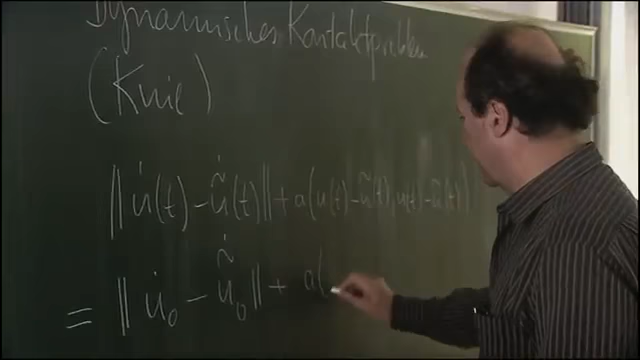 Dynamisches Kontaktproblem
(Knie)
‖u̇(t) − ũ̇(t)‖ + a(u(t) − ũ(t), u(t) − ũ(t))
= ‖u̇₀ − ũ̇₀‖ + a(